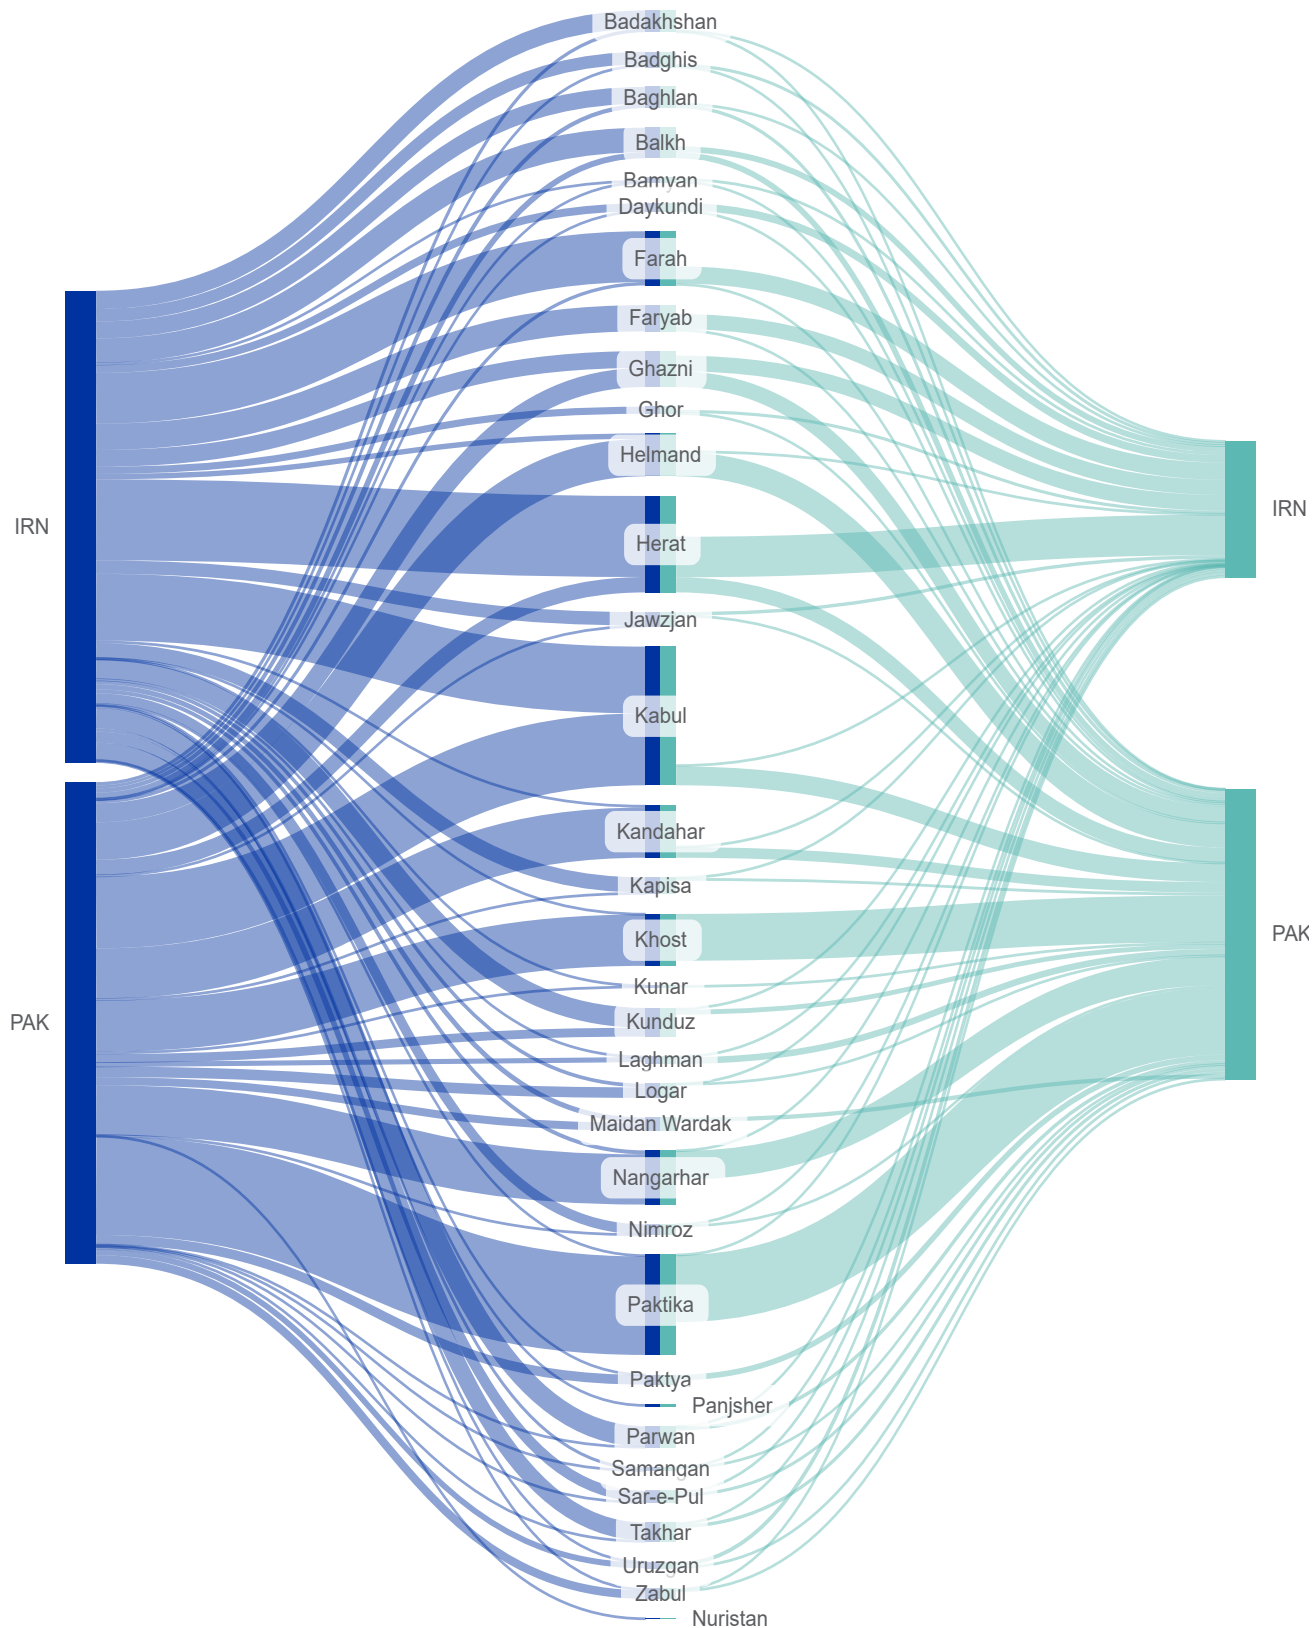 Badakhshan
Badghis
Baghlan
Balkh
Bamyan
Daykundi
Farah
Faryab
Ghazni
Ghor
Helmand
IRN
IRN
Herat
Jawzjan
Kabul
Kandahar
Kapisa
PAK
Khost
Kunar
PAK
Kunduz
Laghman
Logar
Maidan Wardak
Nangarhar
Nimroz
Paktika
Paktya
Panjsher
Parwan
Samangan
Sar-e-Pul
Takhar
Uruzgan
Zabul
Nuristan